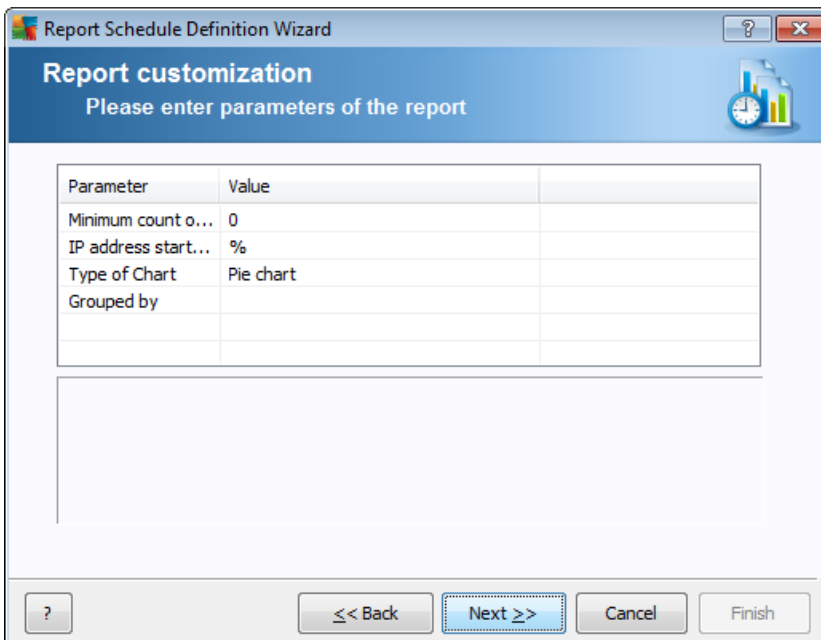 Report Schedule Definition Wizard
?
Report customization
Please enter parameters of the report
Parameter Value
Minimum count o... 0
IP address start... %
Type of Chart Pie chart
Grouped by
? << Back Next >> Cancel Finish